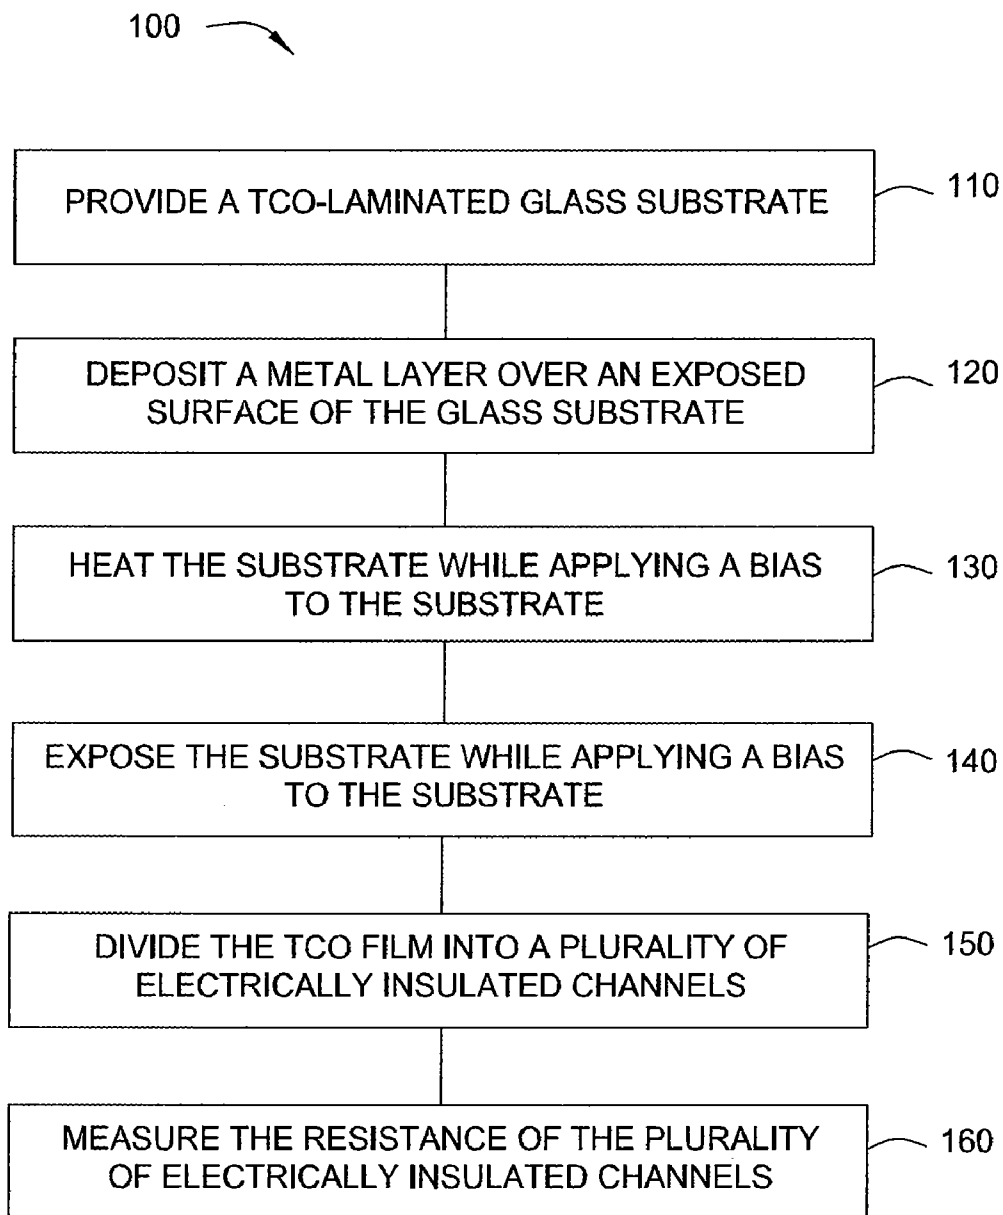 100
PROVIDE A TCO-LAMINATED GLASS SUBSTRATE
110
DEPOSIT A METAL LAYER OVER AN EXPOSED
SURFACE OF THE GLASS SUBSTRATE
120
HEAT THE SUBSTRATE WHILE APPLYING A BIAS
TO THE SUBSTRATE
130
EXPOSE THE SUBSTRATE WHILE APPLYING A BIAS
TO THE SUBSTRATE
140
DIVIDE THE TCO FILM INTO A PLURALITY OF
ELECTRICALLY INSULATED CHANNELS
150
MEASURE THE RESISTANCE OF THE PLURALITY
OF ELECTRICALLY INSULATED CHANNELS
160